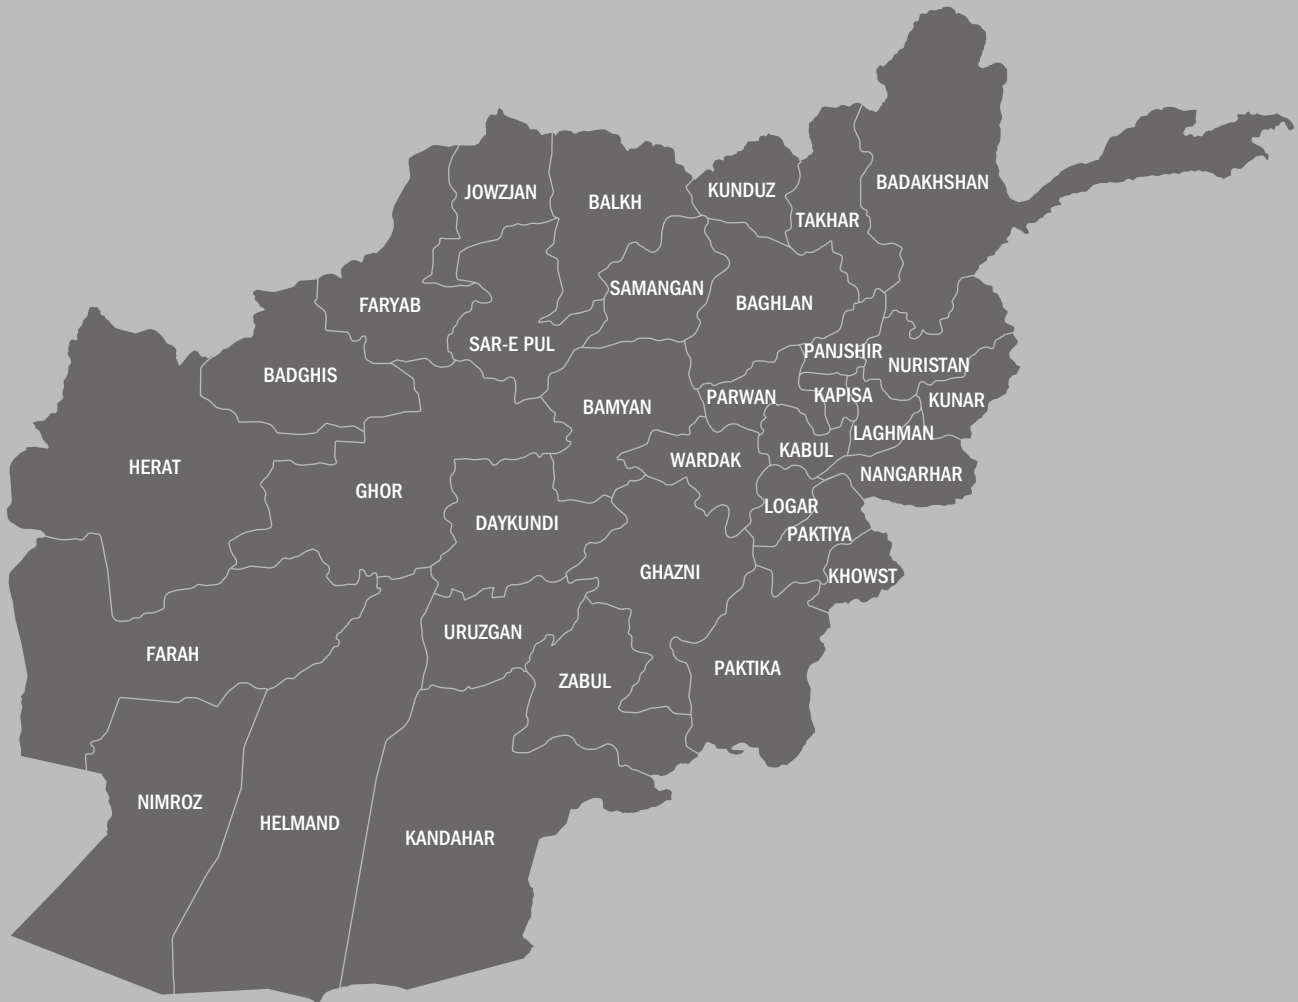 BADAKHSHAN
JOWZJAN
BALKH
KUNDUZ
TAKHAR
FARYAB
SAMANGAN
BAGHLAN
SAR-E PUL
BADGHIS
PANJSHIR
NURISTAN
BAMYAN
PARWAN
KAPISA
KUNAR
HERAT
GHOR
WARDAK
KABUL
LAGHMAN
NANGARHAR
DAYKUNDI
LOGAR
PAKTIYA
GHAZNI
KHOWST
FARAH
URUZGAN
ZABUL
PAKTIKA
NIMROZ
HELMAND
KANDAHAR